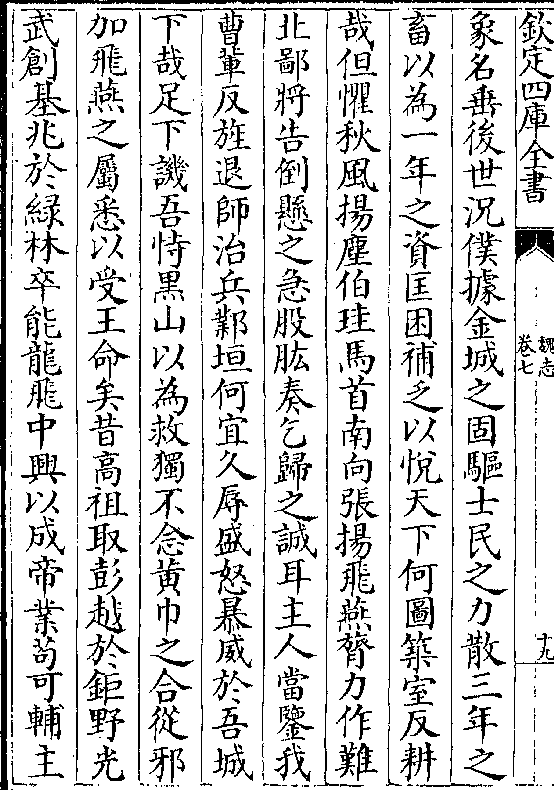 欽定四庫全書
魏志
卷七
十九
象名垂後世況僕據金城之固驅士民之力散三年之
畜以為一年之資匡困補乏以悅天下何圖築室反耕
哉但懼秋風揚塵伯珪馬首南向張揚飛燕膂力作難
北鄙將告倒懸之急股肱奏乞歸之誠耳主人當鑒我
曹輩反旌退師治兵鄴垣何宜久辱盛怒暴威於吾城
下哉足下譏吾恃黒山以為救獨不念黄巾之合從邪
加飛燕之屬悉以受王命矣昔高祖取彭越於鉅野光
武創基兆於緑林卒能龍飛中興以成帝業茍可輔主